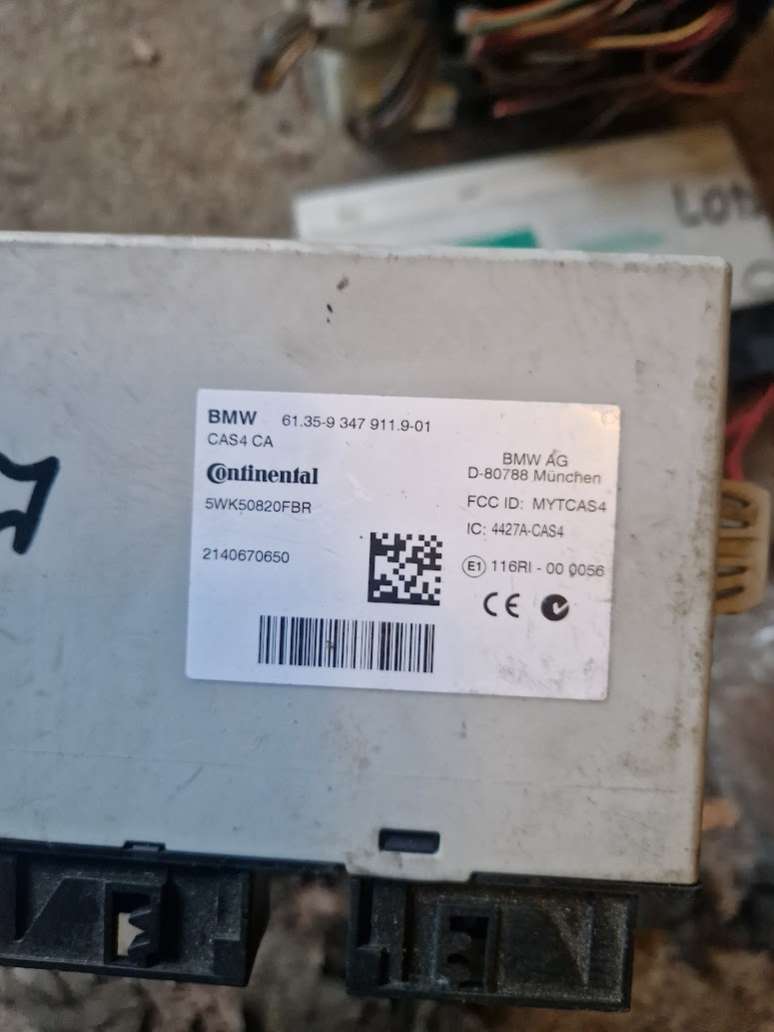 BMW 61.35-9 347 911.9-01
CAS4 CA
Continental
5WK50820FBR
2140670650
BMW AG
D-80788 München
FCC ID: MYTCAS4
IC: 4427A-CAS4
E1 116RI - 00 0056
CE